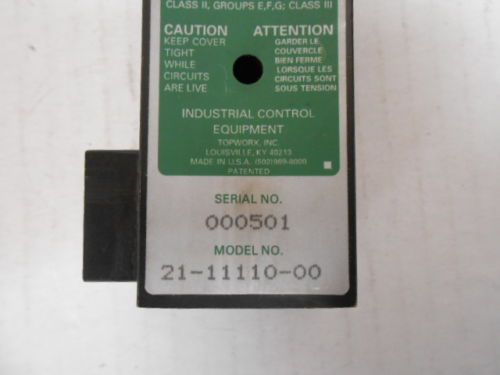 CLASS II, GROUPS E,F,G; CLASS III
CAUTION
KEEP COVER
TIGHT
WHILE
CIRCUITS
ARE LIVE
ATTENTION
GARDER LE
COUVERCLE
BIEN FERME
LORSQUE LES
CIRCUITS SONT
SOUS TENSION
INDUSTRIAL CONTROL
EQUIPMENT
TOPWORX, INC.
LOUISVILLE, KY 40213
MADE IN U.S.A. (502)969-8000
PATENTED
SERIAL NO.
000501
MODEL NO.
21-11110-00